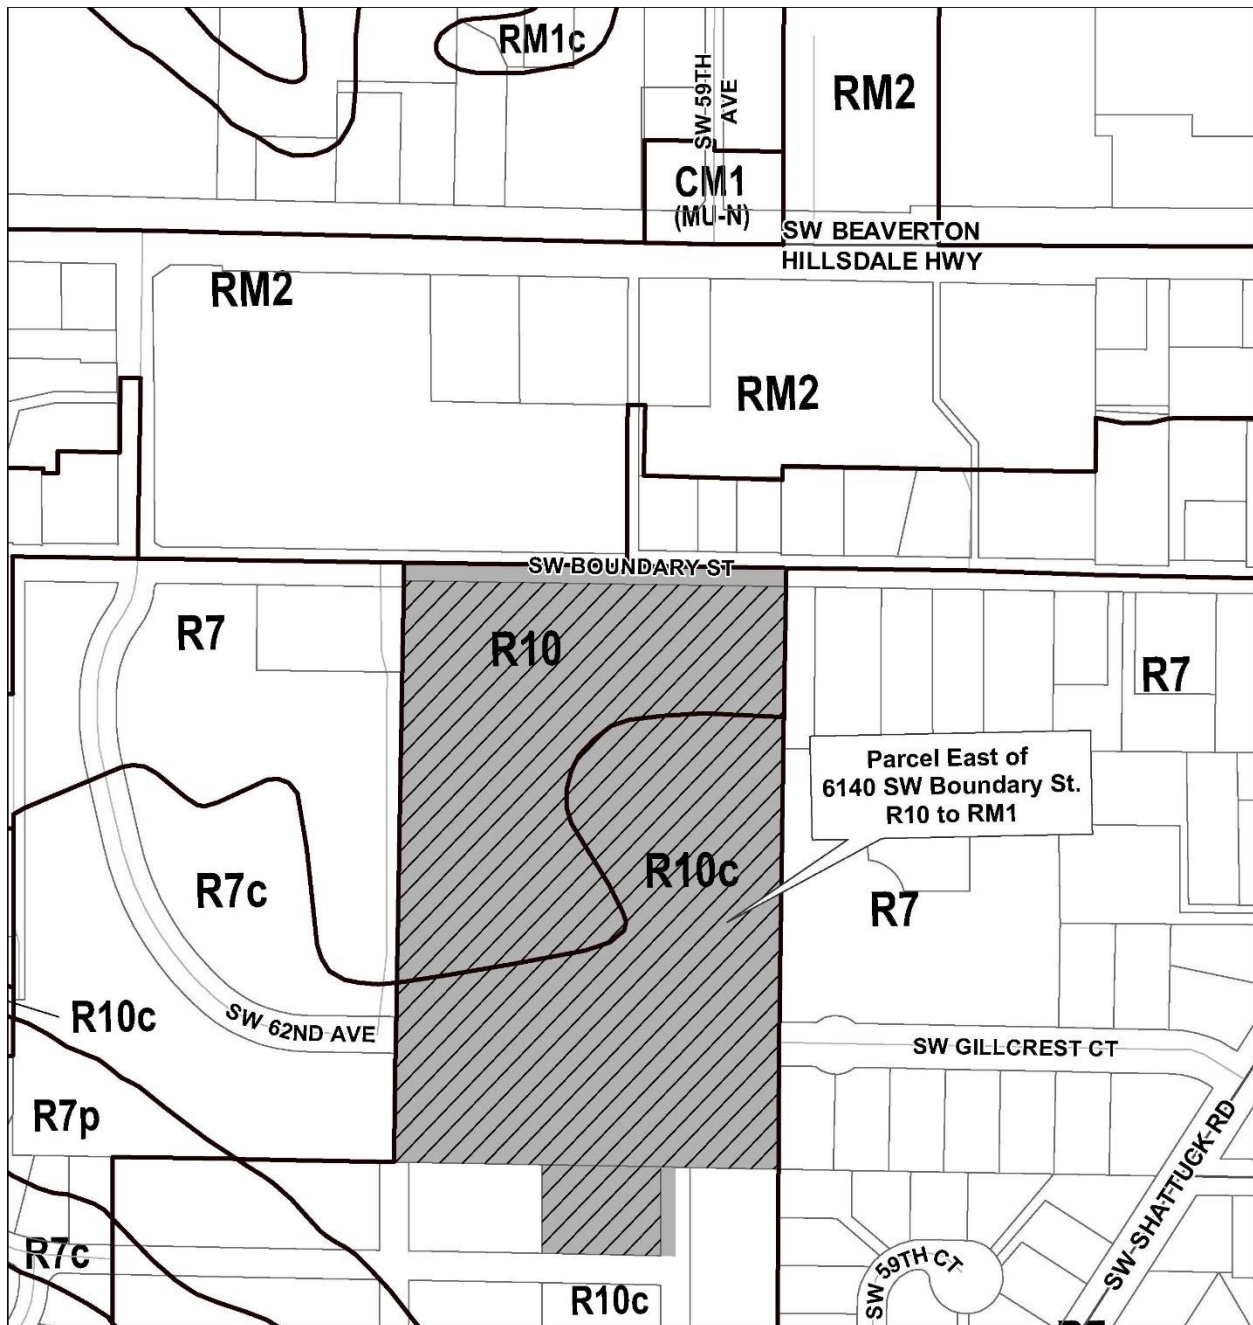 RM1c
SW 59TH
AVE
RM2
CM1
(MU-N)
SW BEAVERTON
HILLSDALE HWY
RM2
RM2
SW BOUNDARY ST
R7
R10
R7
Parcel East of
6140 SW Boundary St.
R10 to RM1
R7c
R10c
R7
R10c
SW 62ND AVE
SW GILLCREST CT
R7p
SW SHATTUCK RD
R7c
SW 59TH CT
R10c